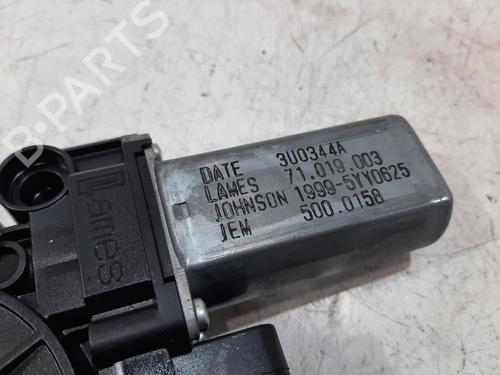 B-PARTS
Lames
DATE 3U0344A
LAMES 71.019.003
JOHNSON 1999-5YY0625
JEM 500.0158